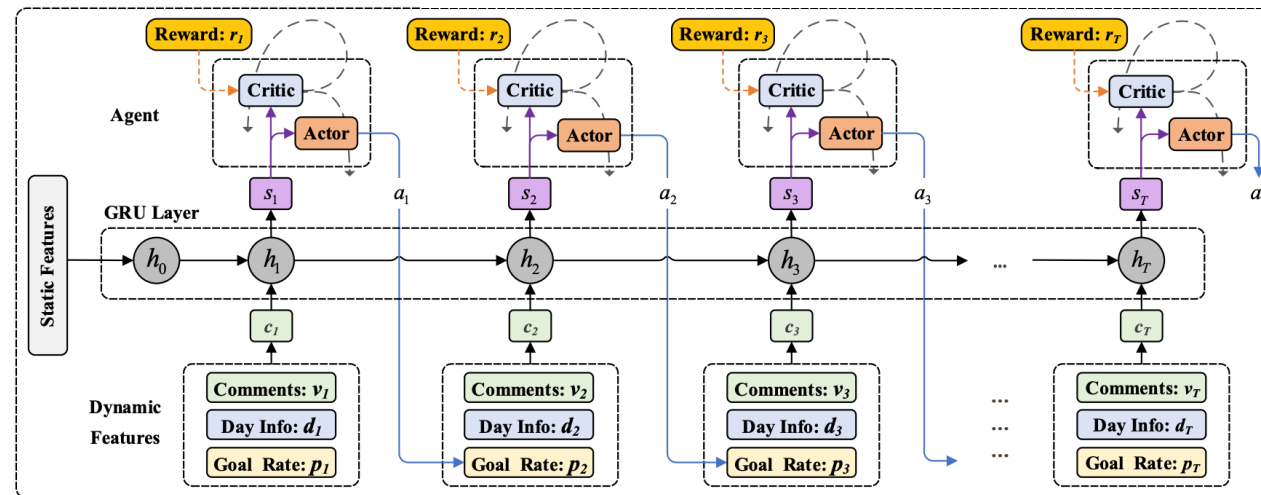 Reward: r1
Reward: r2
Reward: r3
Reward: rT
Critic
Critic
Critic
Critic
Agent
Actor
Actor
Actor
Actor
s1
a1
s2
a2
s3
a3
sT
a
GRU Layer
Static Features
h0
h1
h2
h3
...
hT
c1
c2
c3
cT
Dynamic
Features
Comments: v1
Day Info: d1
Goal Rate: p1
Comments: v2
Day Info: d2
Goal Rate: p2
Comments: v3
Day Info: d3
Goal Rate: p3
...
...
...
Comments: vT
Day Info: dT
Goal Rate: pT